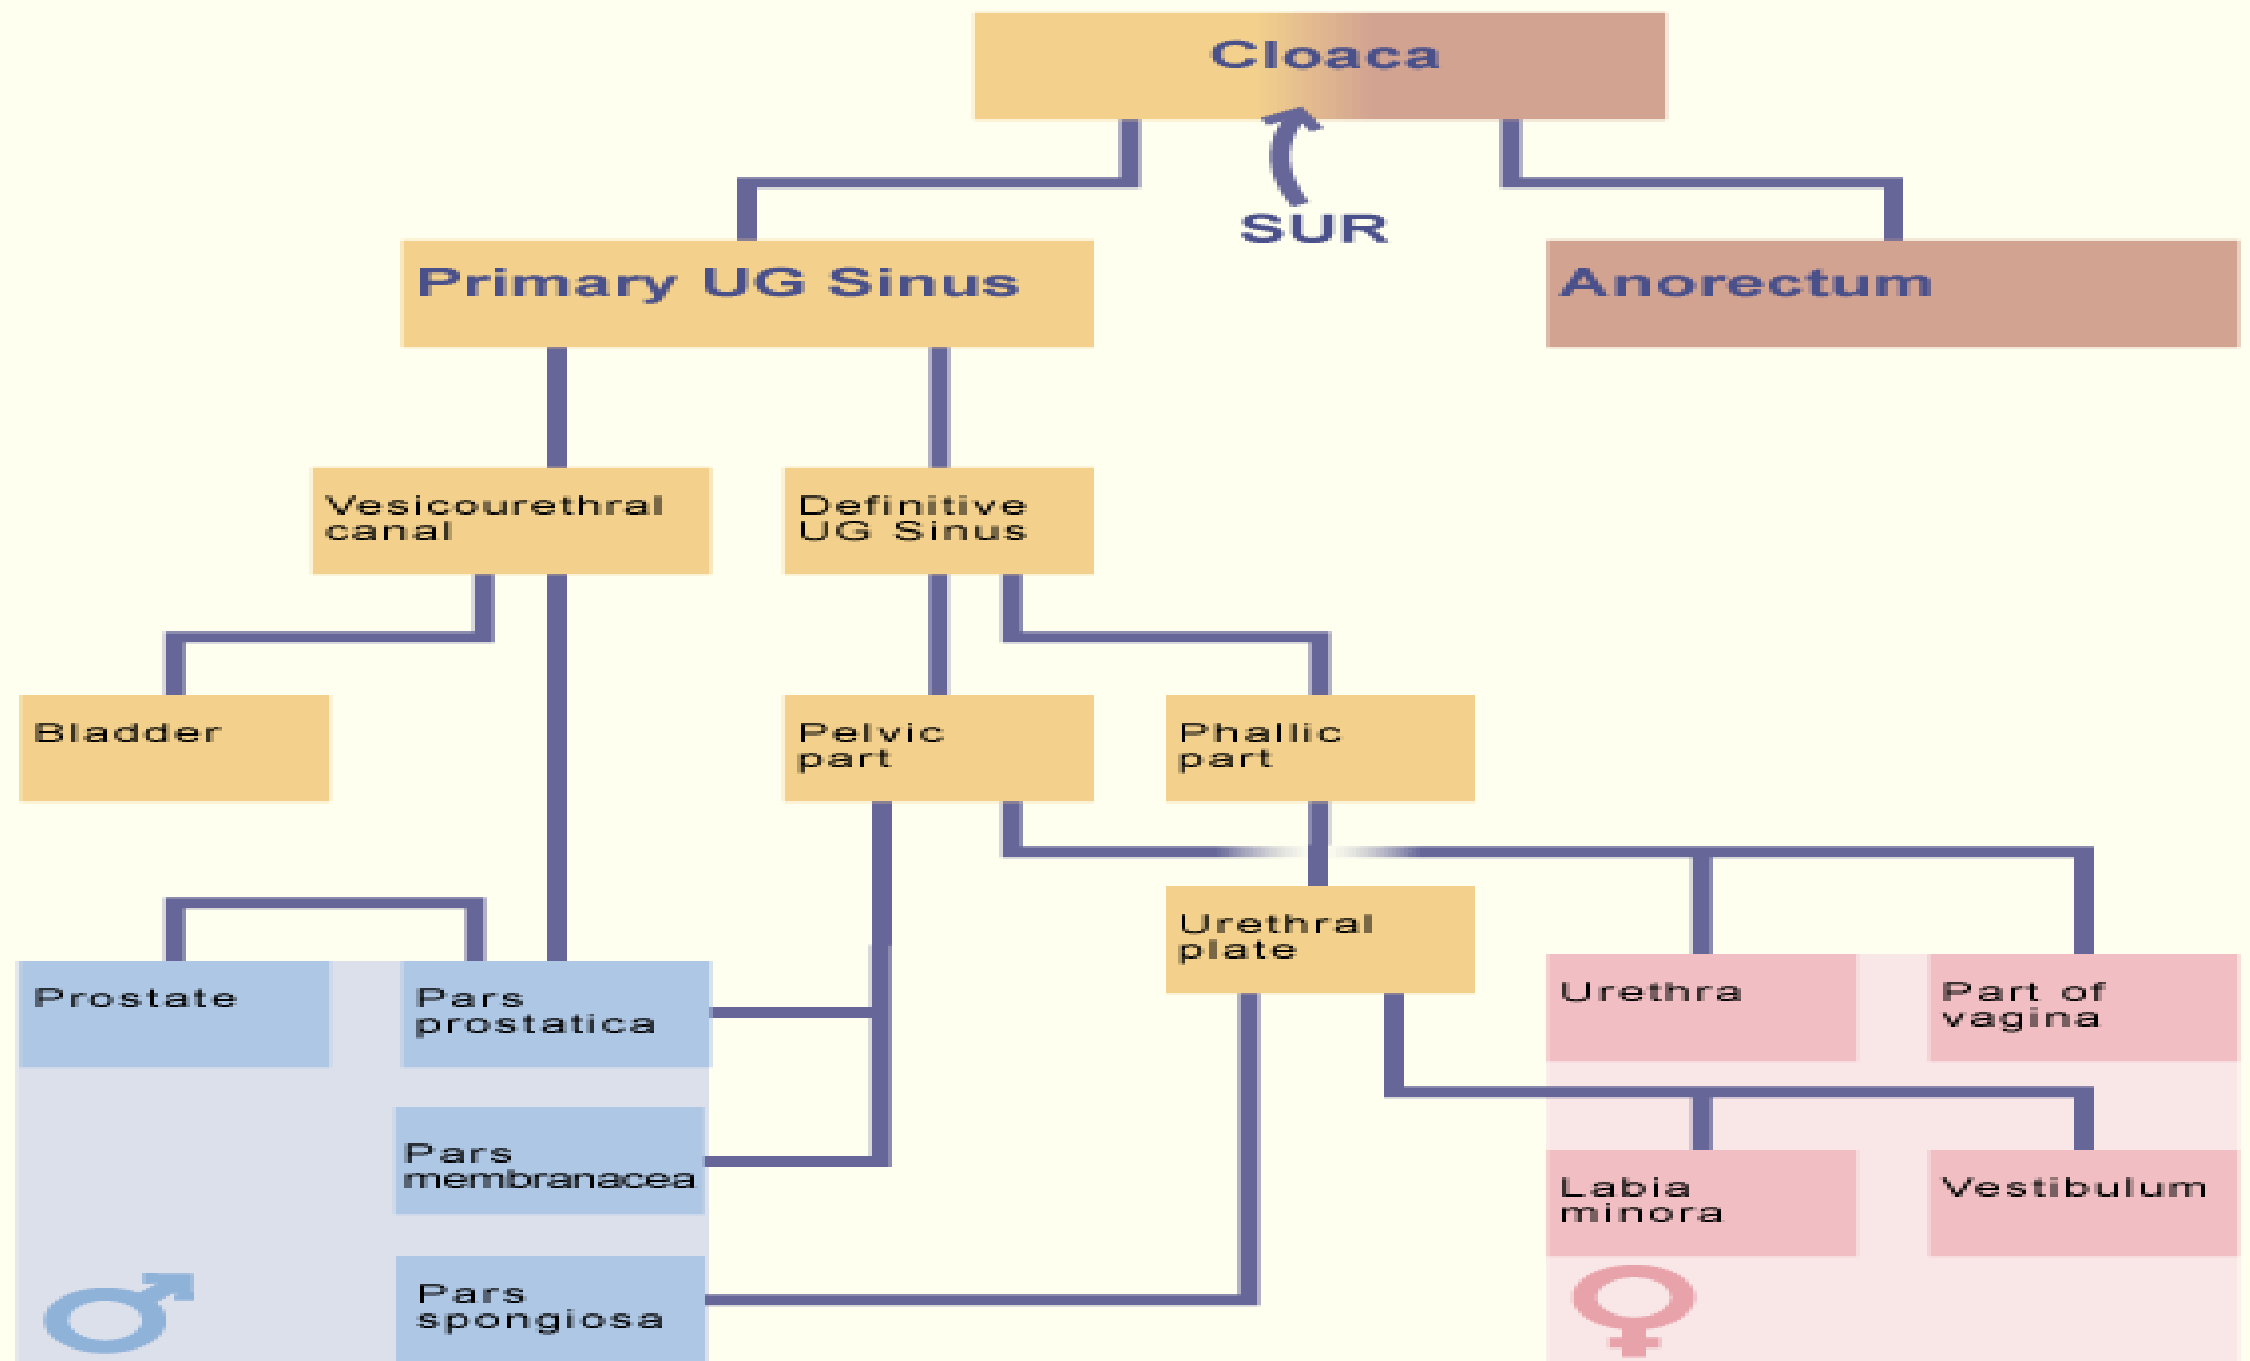 Cloaca
SUR
Primary UG Sinus
Anorectum
Vesicourethral
canal
Definitive
UG Sinus
Bladder
Pelvic
part
Phallic
part
Urethral
plate
Prostate
Pars
prostatica
Urethra
Part of
vagina
Pars
membranacea
Labia
minora
Vestibulum
Pars
spongiosa